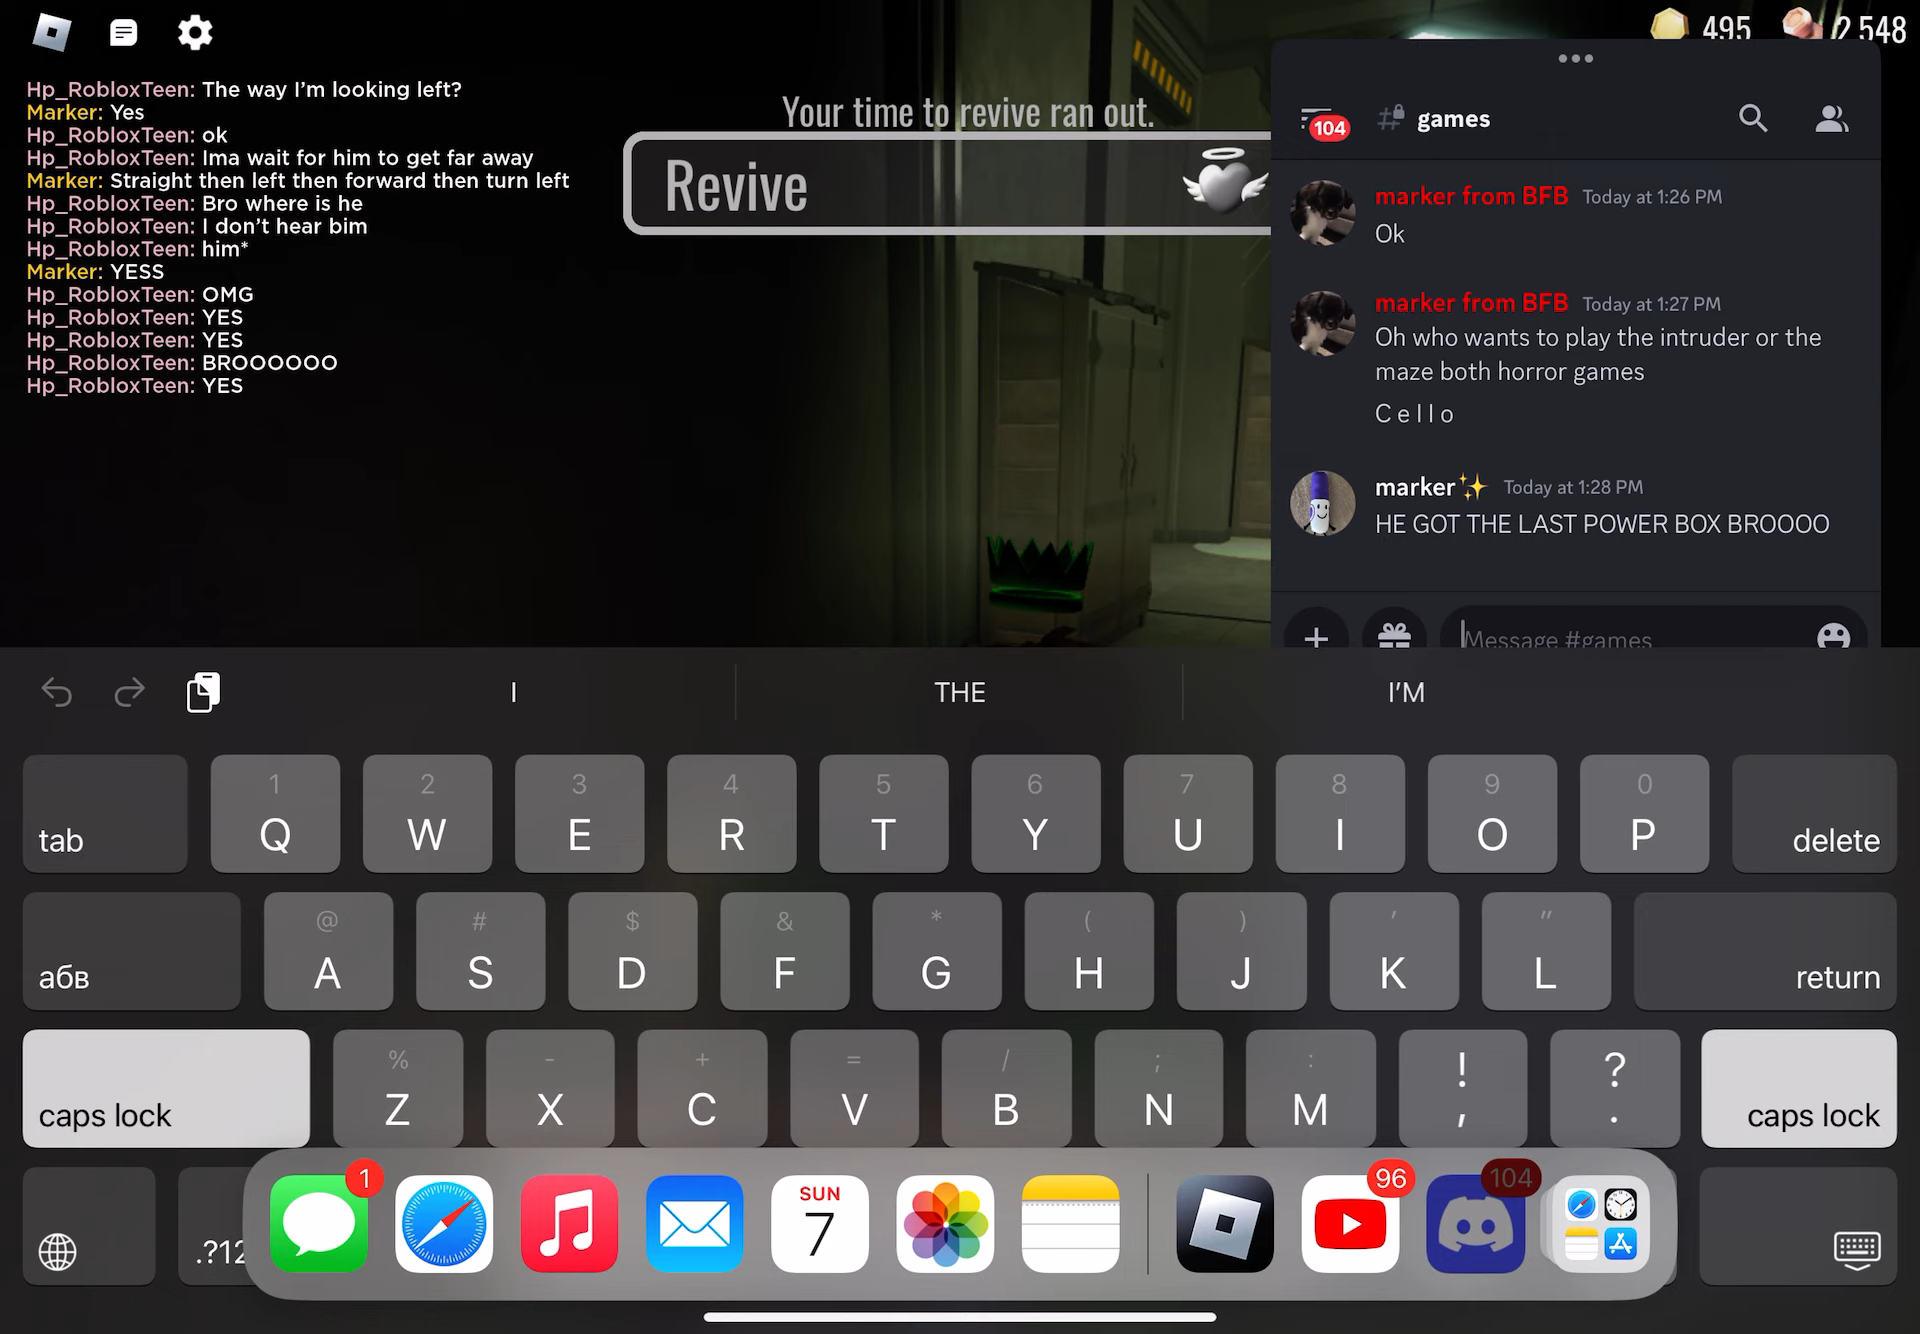 495
2 548
Hp_RobloxTeen: The way I'm looking left?
Marker: Yes
Hp_RobloxTeen: ok
Hp_RobloxTeen: Ima wait for him to get far away
Marker: Straight then left then forward then turn left
Hp_RobloxTeen: Bro where is he
Hp_RobloxTeen: I don't hear bim
Hp_RobloxTeen: him*
Marker: YESS
Hp_RobloxTeen: OMG
Hp_RobloxTeen: YES
Hp_RobloxTeen: YES
Hp_RobloxTeen: BROOOOOO
Hp_RobloxTeen: YES
Your time to revive ran out.
Revive
104
# games
marker from BFB Today at 1:26 PM
Ok
marker from BFB Today at 1:27 PM
Oh who wants to play the intruder or the
maze both horror games
C e l l o
marker✨ Today at 1:28 PM
HE GOT THE LAST POWER BOX BROOOO
Message #games
I THE I'M
1 2 3 4 5 6 7 8 9 0
tab Q W E R T Y U I O P delete
@ # $ & * ( ) ' "
абв A S D F G H J K L return
% - + = / ; : ! ?
caps lock Z X C V B N M , . caps lock
.?12
1
SUN
7
96
104